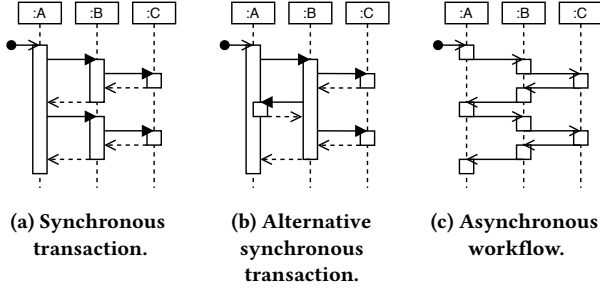 :A :B :C :A :B :C :A :B :C
(a) Synchronous
transaction.
(b) Alternative
synchronous
transaction.
(c) Asynchronous
workflow.